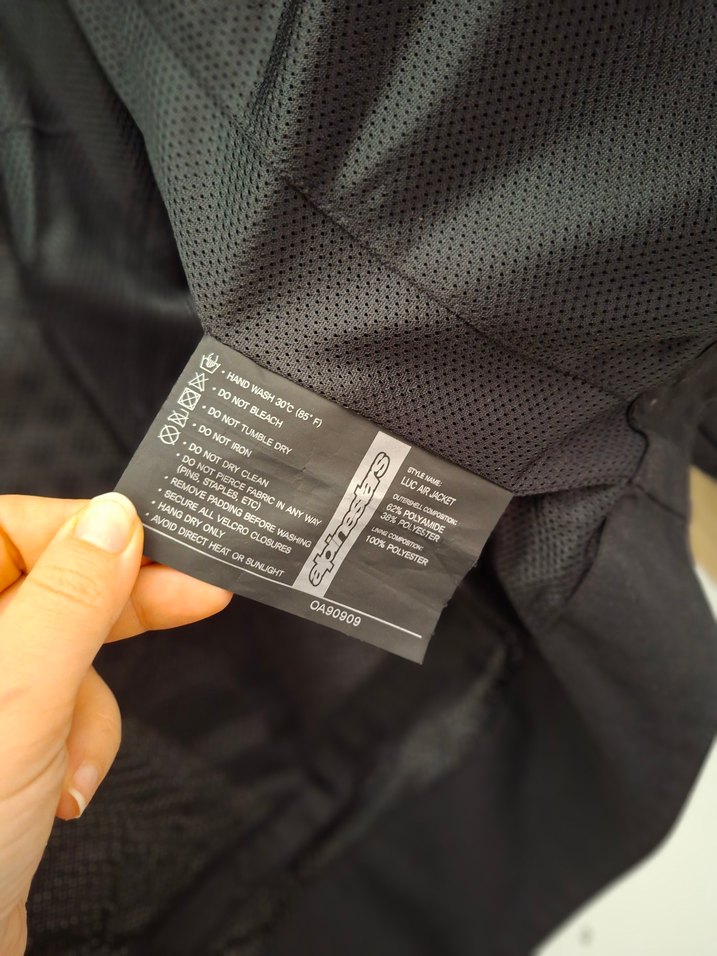 • HAND WASH 30°C (85° F)
• DO NOT BLEACH
• DO NOT TUMBLE DRY
• DO NOT IRON
• DO NOT DRY CLEAN
• DO NOT PIERCE FABRIC IN ANY WAY
(PINS, STAPLES, ETC)
• REMOVE PADDING BEFORE WASHING
• SECURE ALL VELCRO CLOSURES
• HANG DRY ONLY
• AVOID DIRECT HEAT OR SUNLIGHT
alpinestars
STYLE NAME:
LUC AIR JACKET
OUTERSHELL COMPOSITION:
62% POLYAMIDE
38% POLYESTER
LINING COMPOSITION:
100% POLYESTER
OA90909